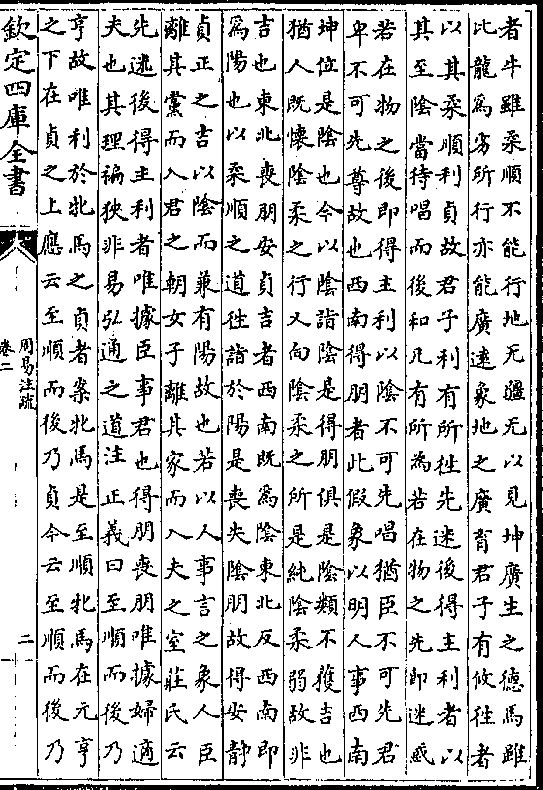 者牛雖柔順不能行地无疆无以見坤廣生之德馬雖
比龍為劣所行亦能廣遠象地之廣育君子有攸往者
以其柔順利貞故君子利有所往先迷後得主利者以
其至陰當待唱而後和凡有所為若在物之先即迷惑
若在物之後即得主利以陰不可先唱猶臣不可先君
卑不可先尊故也西南得朋者此假象以明人事西南
坤位是陰也今以陰詣陰是得朋俱是陰類不獲吉也
猶人既懷陰柔之行又向陰柔之所是純陰柔弱故非
吉也東北喪朋安貞吉者西南既為陰東北反西南即
為陽也以柔順之道往詣於陽是喪失陰朋故得安靜
貞正之吉以陰而兼有陽故也若以人事言之象人臣
離其黨而入君之朝女子離其家而入夫之室莊氏云
先迷後得主利者唯據臣事君也得朋喪朋唯據婦適
夫也其理褊狹非易弘通之道注正義曰至順而後乃
亨故唯利於牝馬之貞者案牝馬是至順牝馬在元亨
之下在貞之上應云至順而後乃貞今云至順而後乃
欽定四庫全書
周易注疏
卷二
二